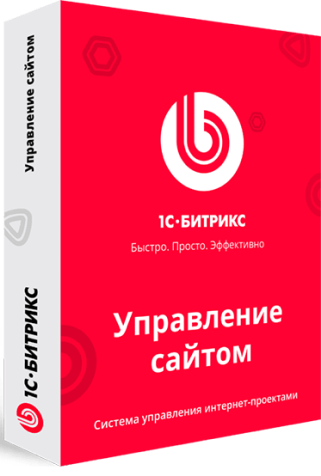 1С·БИТРИКС
Быстро. Просто. Эффективно
Управление
сайтом
Система управления интернет-проектами
Управление сайтом
1С·БИТРИКС